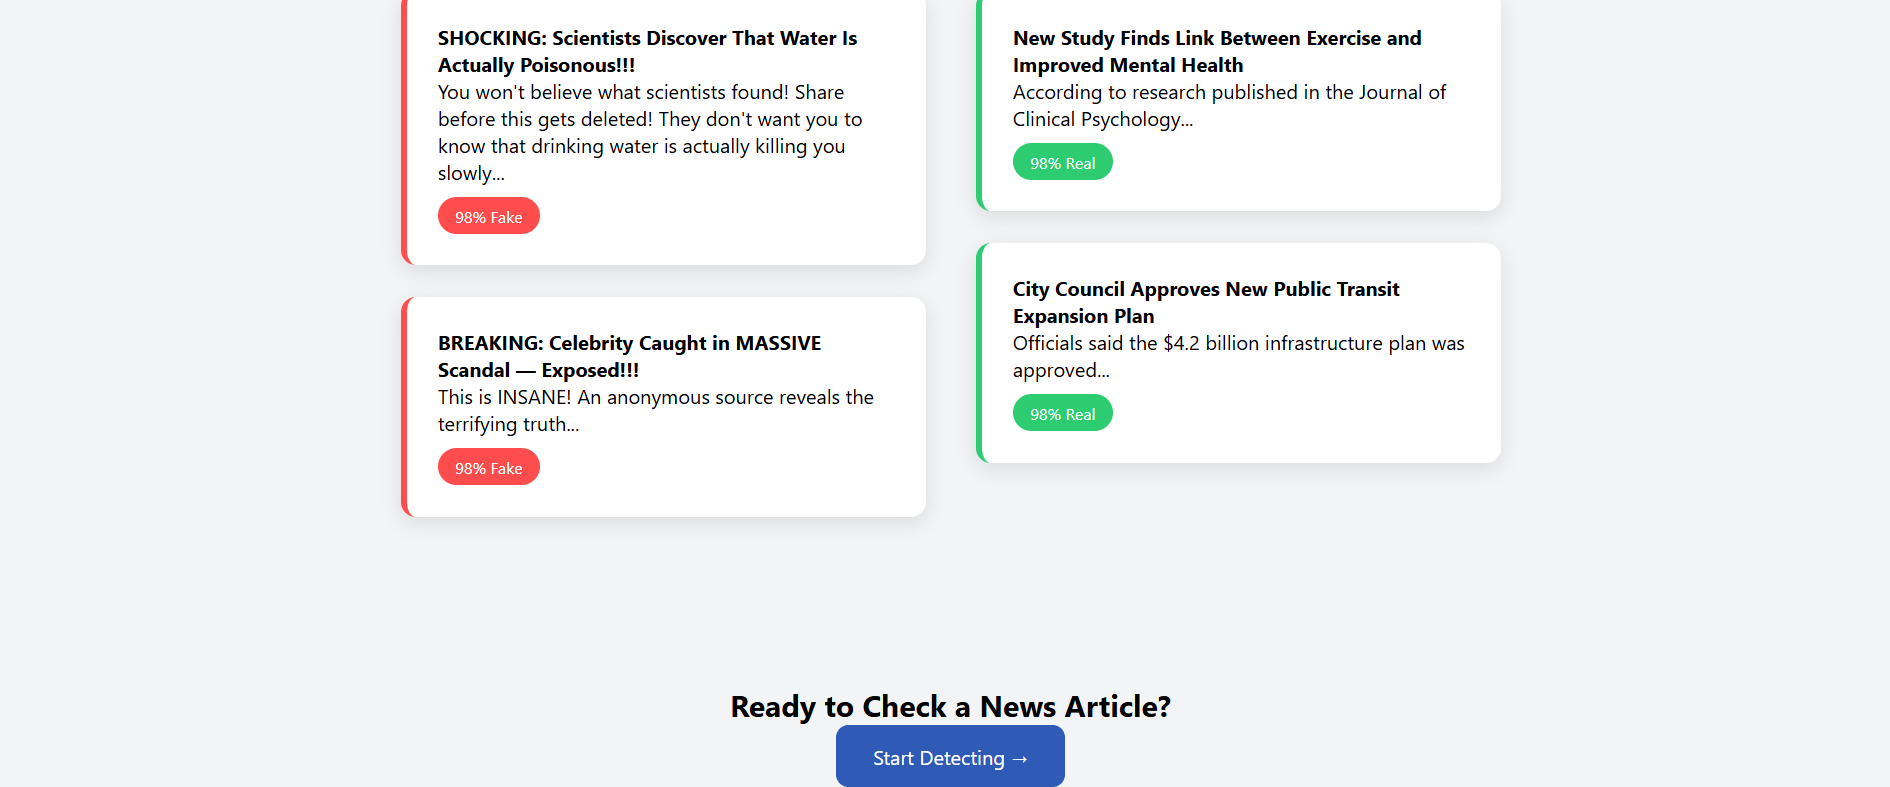 SHOCKING: Scientists Discover That Water Is
Actually Poisonous!!!
You won't believe what scientists found! Share
before this gets deleted! They don't want you to
know that drinking water is actually killing you
slowly...
98% Fake
BREAKING: Celebrity Caught in MASSIVE
Scandal — Exposed!!!
This is INSANE! An anonymous source reveals the
terrifying truth...
98% Fake
New Study Finds Link Between Exercise and
Improved Mental Health
According to research published in the Journal of
Clinical Psychology...
98% Real
City Council Approves New Public Transit
Expansion Plan
Officials said the $4.2 billion infrastructure plan was
approved...
98% Real
Ready to Check a News Article?
Start Detecting →